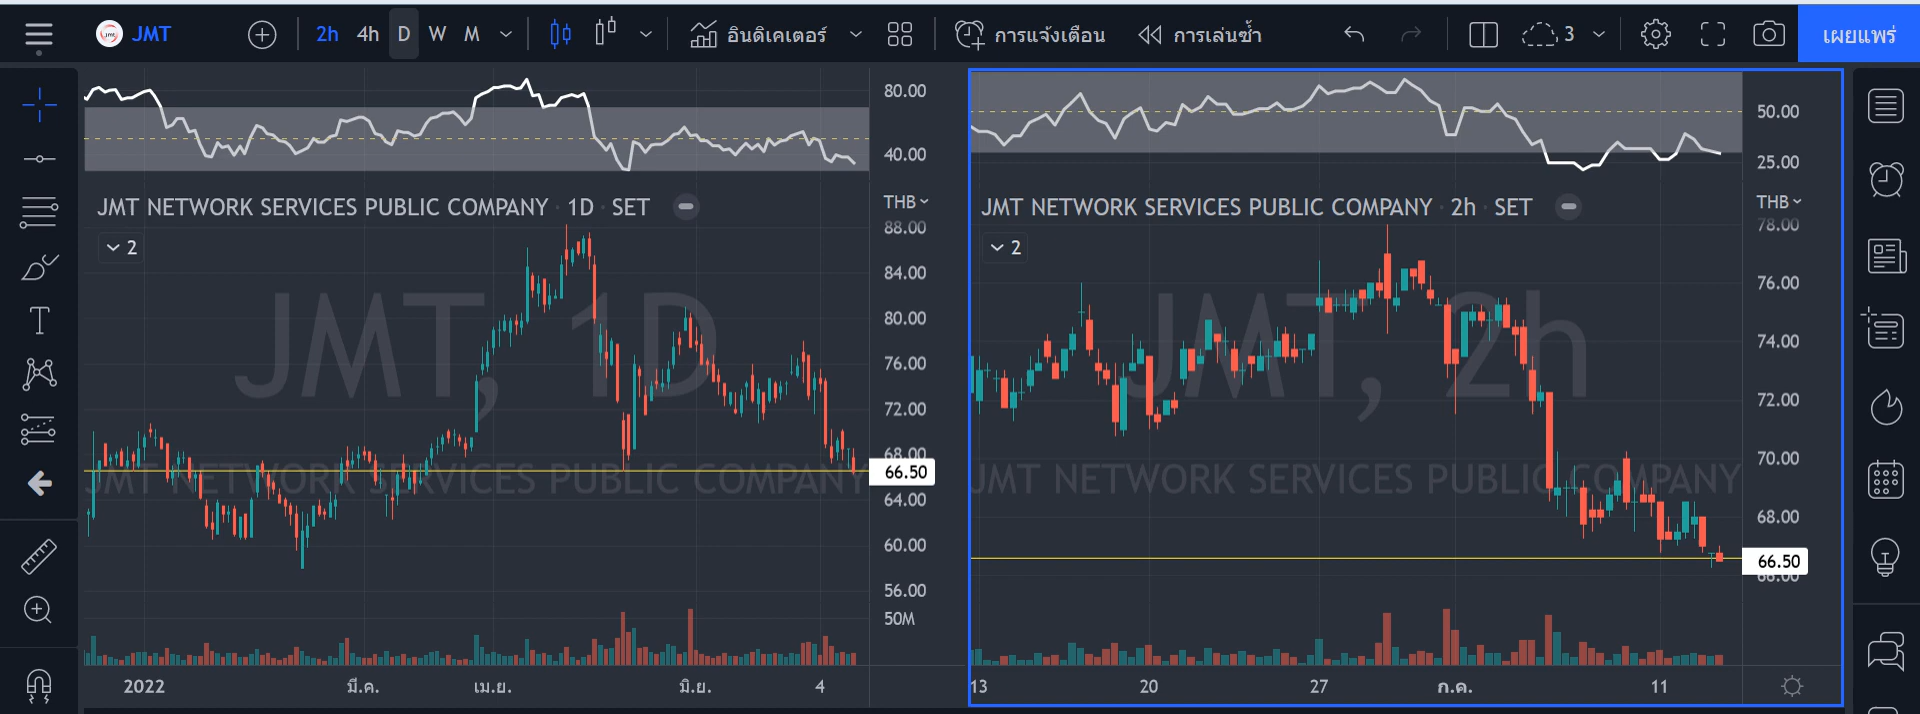 JMT 2h 4h D W M อินดิเคเตอร์ การแจ้งเตือน การเล่นซ้ำ 3 เผยแพร่
80.00
40.00
JMT NETWORK SERVICES PUBLIC COMPANY · 1D · SET
THB
2
88.00
84.00
80.00
76.00
72.00
68.00
66.50
64.00
60.00
56.00
50M
JMT, 1D
JMT NETWORK SERVICES PUBLIC COMPANY
2022 มี.ค. เม.ย. มิ.ย. 4
50.00
25.00
JMT NETWORK SERVICES PUBLIC COMPANY · 2h · SET
THB
2
78.00
76.00
74.00
72.00
70.00
68.00
66.50
66.00
JMT, 2h
JMT NETWORK SERVICES PUBLIC COMPANY
13 20 27 ก.ค. 11